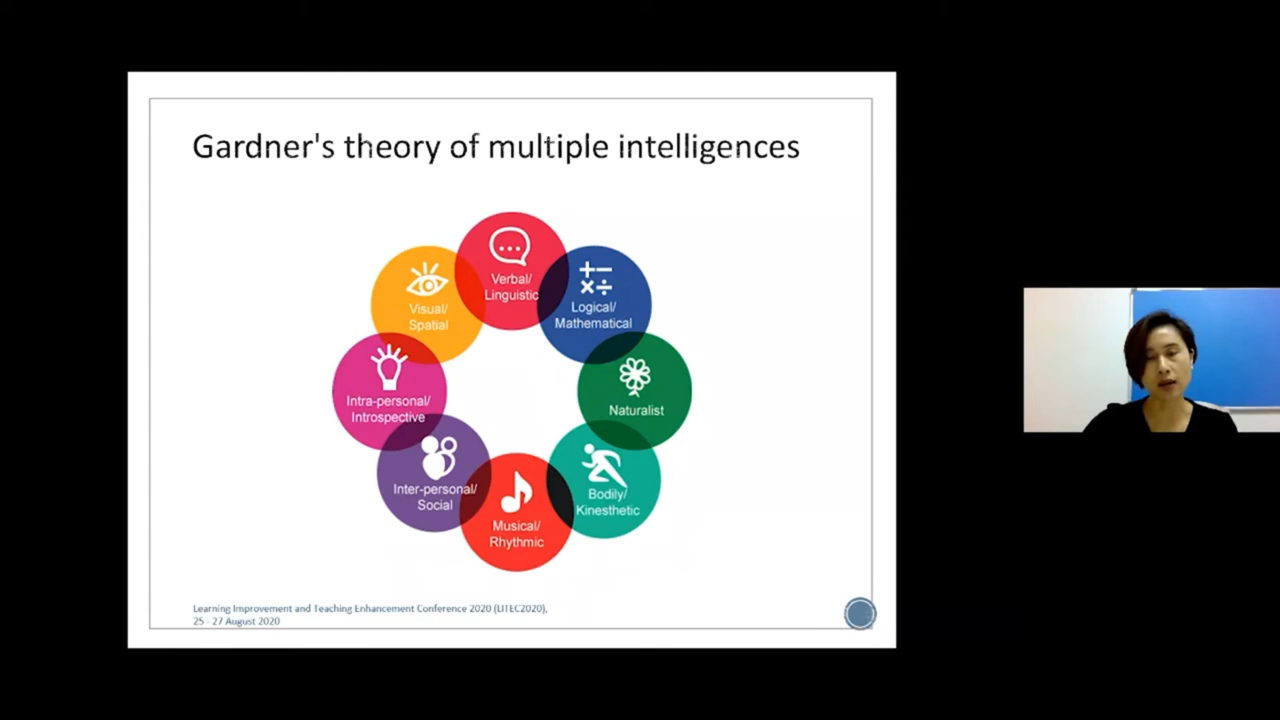 Gardner's theory of multiple intelligences
Verbal/
Linguistic
Logical/
Mathematical
Naturalist
Bodily/
Kinesthetic
Musical/
Rhythmic
Inter-personal/
Social
Intra-personal/
Introspective
Visual/
Spatial
Learning Improvement and Teaching Enhancement Conference 2020 (LITEC2020),
25 - 27 August 2020